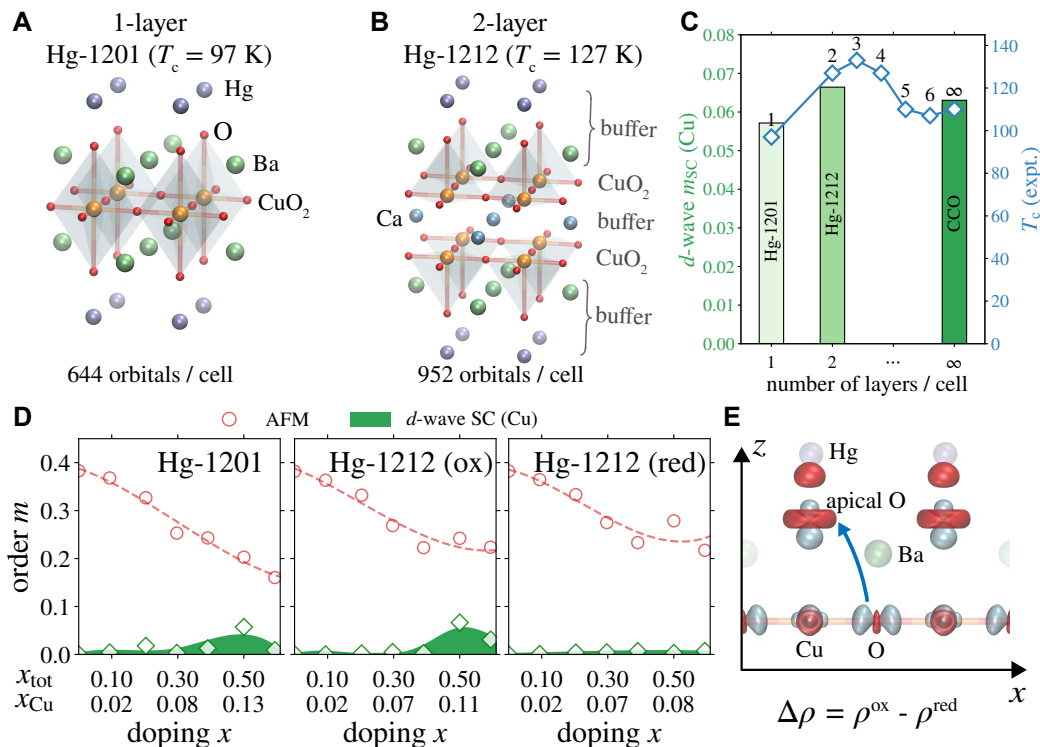 A
1-layer
Hg-1201 (Tc = 97 K)
Hg
O
Ba
CuO2
644 orbitals / cell
B
2-layer
Hg-1212 (Tc = 127 K)
buffer
CuO2
Ca
buffer
CuO2
buffer
952 orbitals / cell
C
d-wave mSC (Cu)
0.08
0.07
0.06
0.05
0.04
0.03
0.02
0.01
0.00
1
2
3
4
5
6
∞
Hg-1201
Hg-1212
CCO
140
120
100
80
60
40
20
0
Tc (expt.)
1
2
...
∞
number of layers / cell
D
AFM
d-wave SC (Cu)
order m
0.4
0.3
0.2
0.1
0.0
Hg-1201
Hg-1212 (ox)
Hg-1212 (red)
xtot
0.10 0.30 0.50
0.10 0.30 0.50
0.10 0.30 0.50
xCu
0.02 0.08 0.13
0.02 0.07 0.11
0.02 0.07 0.08
doping x
doping x
doping x
E
z
Hg
apical O
Ba
Cu
O
x
Δρ = ρox - ρred